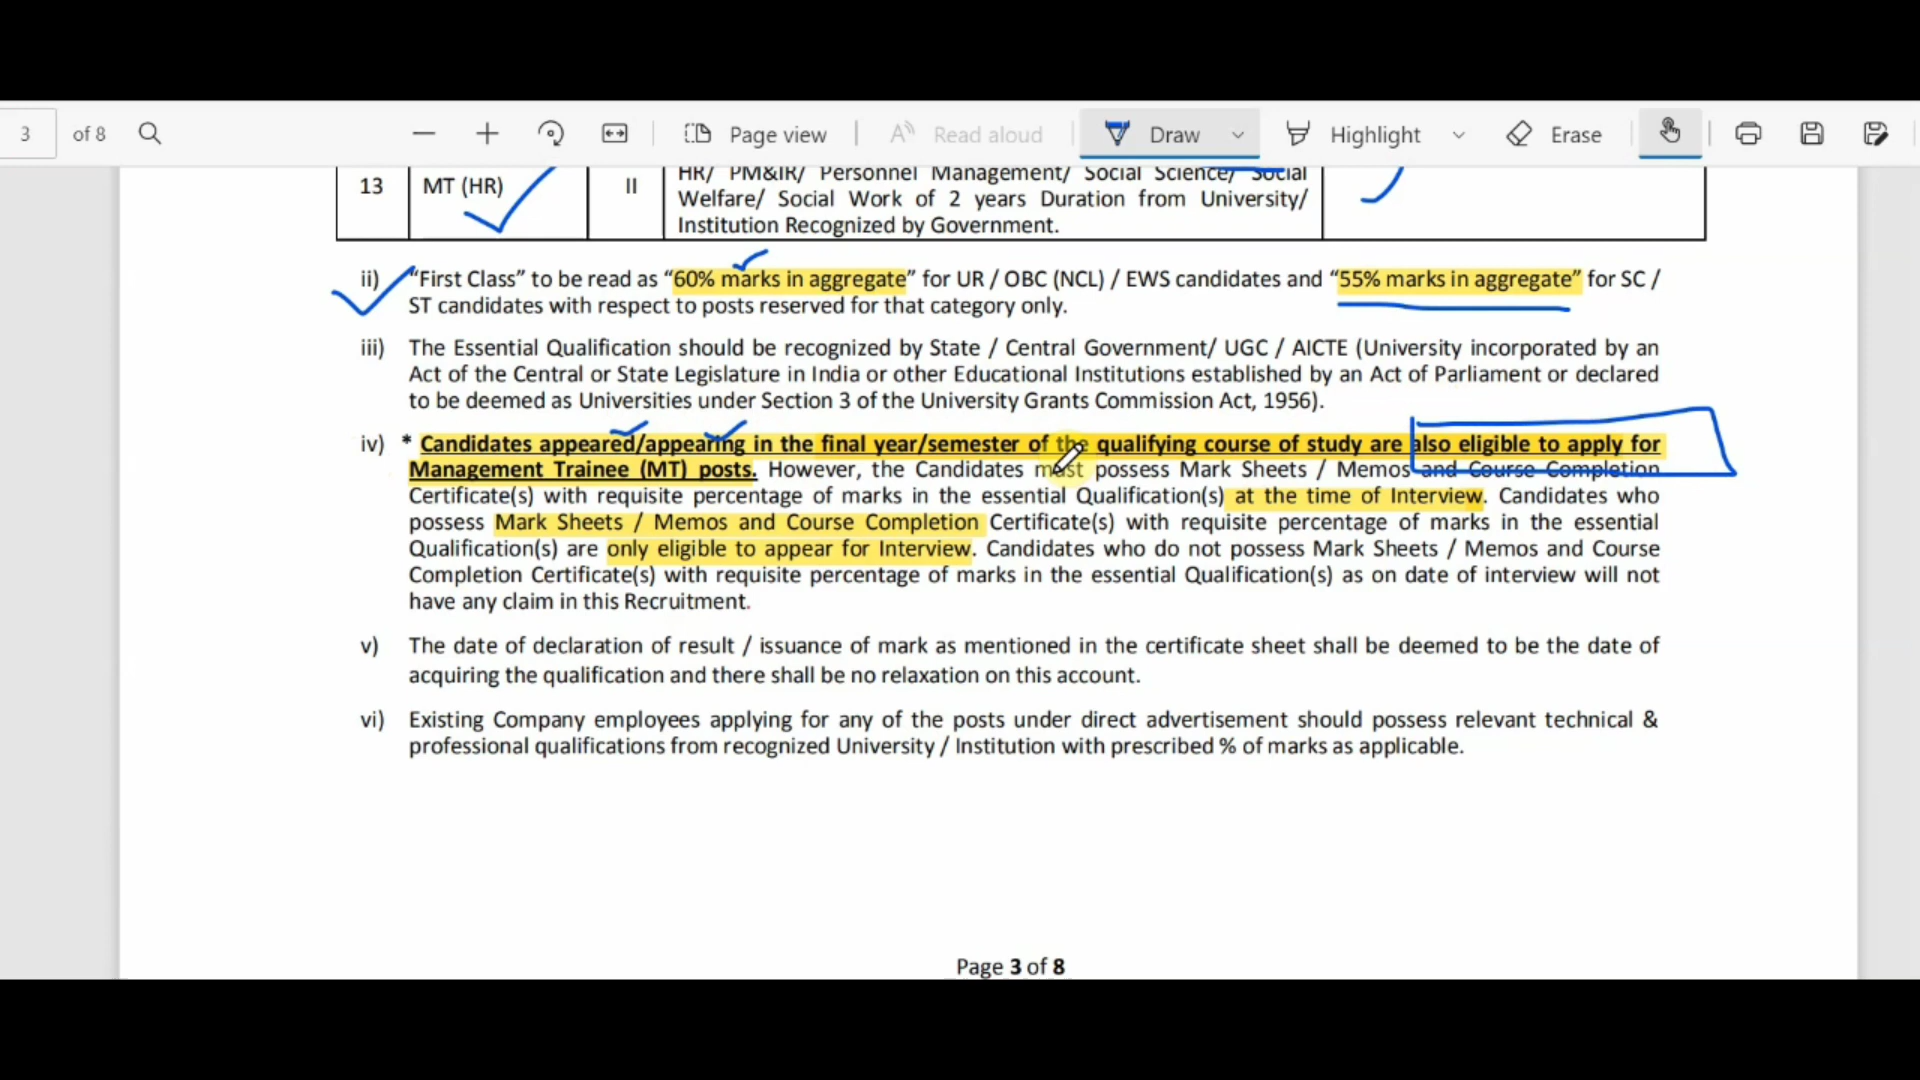 3 of 8 Page view Read aloud Draw Highlight Erase
HR/ PM&IR/ Personnel Management/ Social Science/ Social
13 MT (HR) II Welfare/ Social Work of 2 years Duration from University/
Institution Recognized by Government.
ii) “First Class” to be read as “60% marks in aggregate” for UR / OBC (NCL) / EWS candidates and “55% marks in aggregate” for SC /
ST candidates with respect to posts reserved for that category only.
iii) The Essential Qualification should be recognized by State / Central Government/ UGC / AICTE (University incorporated by an
Act of the Central or State Legislature in India or other Educational Institutions established by an Act of Parliament or declared
to be deemed as Universities under Section 3 of the University Grants Commission Act, 1956).
iv) * Candidates appeared/appearing in the final year/semester of the qualifying course of study are also eligible to apply for
Management Trainee (MT) posts. However, the Candidates must possess Mark Sheets / Memos and Course Completion
Certificate(s) with requisite percentage of marks in the essential Qualification(s) at the time of Interview. Candidates who
possess Mark Sheets / Memos and Course Completion Certificate(s) with requisite percentage of marks in the essential
Qualification(s) are only eligible to appear for Interview. Candidates who do not possess Mark Sheets / Memos and Course
Completion Certificate(s) with requisite percentage of marks in the essential Qualification(s) as on date of interview will not
have any claim in this Recruitment.
v) The date of declaration of result / issuance of mark as mentioned in the certificate sheet shall be deemed to be the date of
acquiring the qualification and there shall be no relaxation on this account.
vi) Existing Company employees applying for any of the posts under direct advertisement should possess relevant technical &
professional qualifications from recognized University / Institution with prescribed % of marks as applicable.
Page 3 of 8